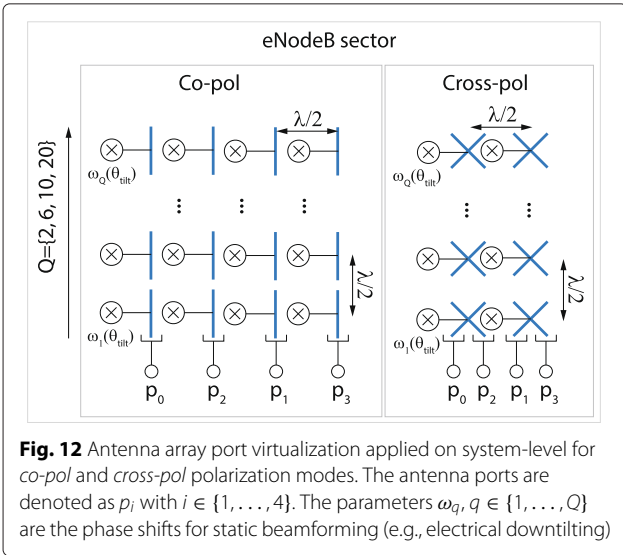 eNodeB sector
Co-pol
Cross-pol
λ/2
λ/2
Q={2, 6, 10, 20}
ω_Q(θ_tilt)
ω_Q(θ_tilt)
λ/2
λ/2
ω_1(θ_tilt)
ω_1(θ_tilt)
p_0 p_2 p_1 p_3
p_0 p_2 p_1 p_3
Fig. 12 Antenna array port virtualization applied on system-level for
co-pol and cross-pol polarization modes. The antenna ports are
denoted as p_i with i ∈ {1, . . . , 4}. The parameters ω_q, q ∈ {1, . . . , Q}
are the phase shifts for static beamforming (e.g., electrical downtilting)